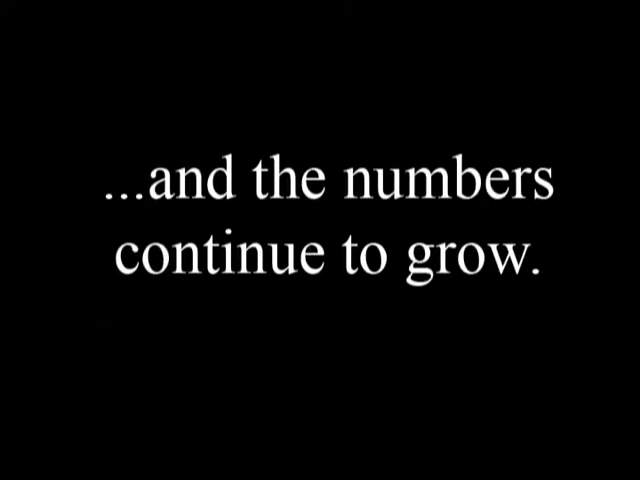 ...and the numbers
continue to grow.